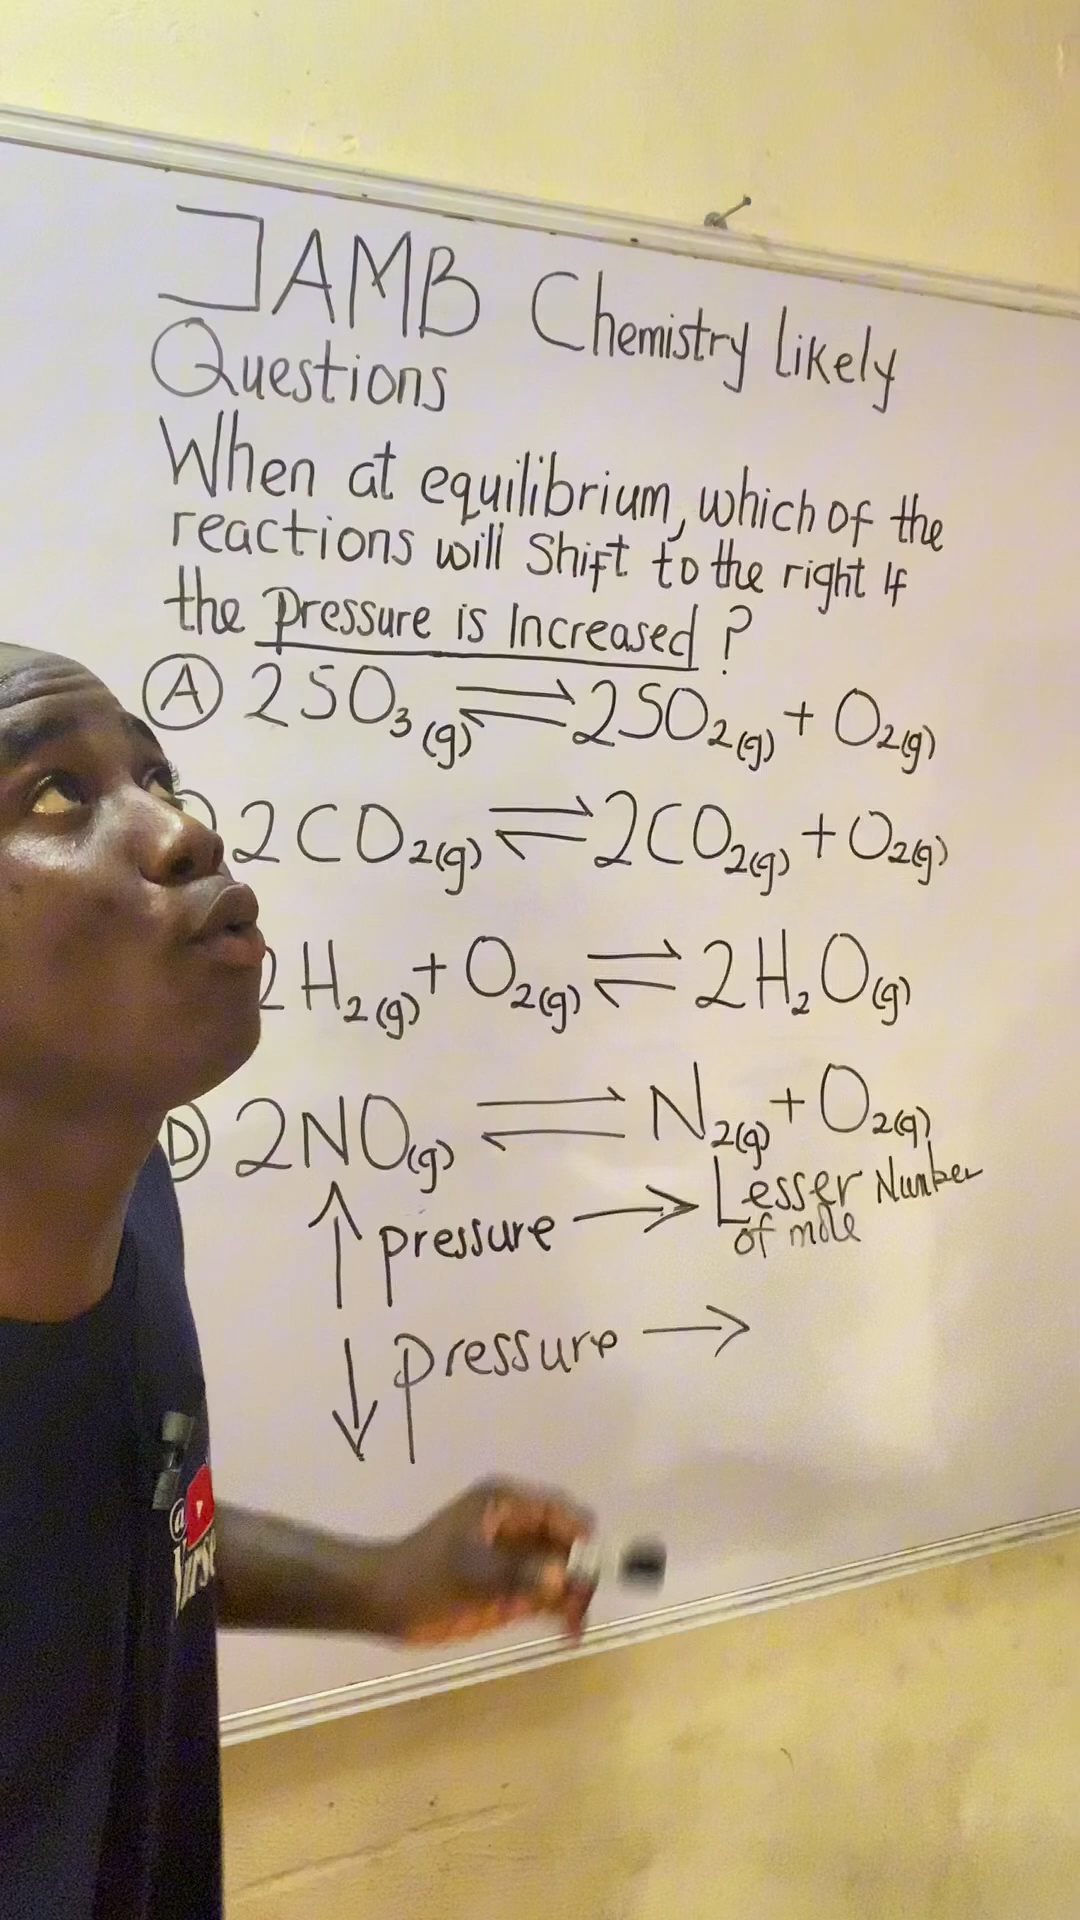 JAMB Chemistry Likely
Questions
When at equilibrium, which of the
reactions will Shift to the right If
the pressure is Increased ?
A 2SO₃(g) ⇌ 2SO₂(g) + O₂(g)
2CO₂(g) ⇌ 2CO₂(g) + O₂(g)
2H₂(g) + O₂(g) ⇌ 2H₂O(g)
D 2NO(g) ⇌ N₂(g) + O₂(g)
↑ pressure → Lesser Number
of mole
↓ pressure →
@